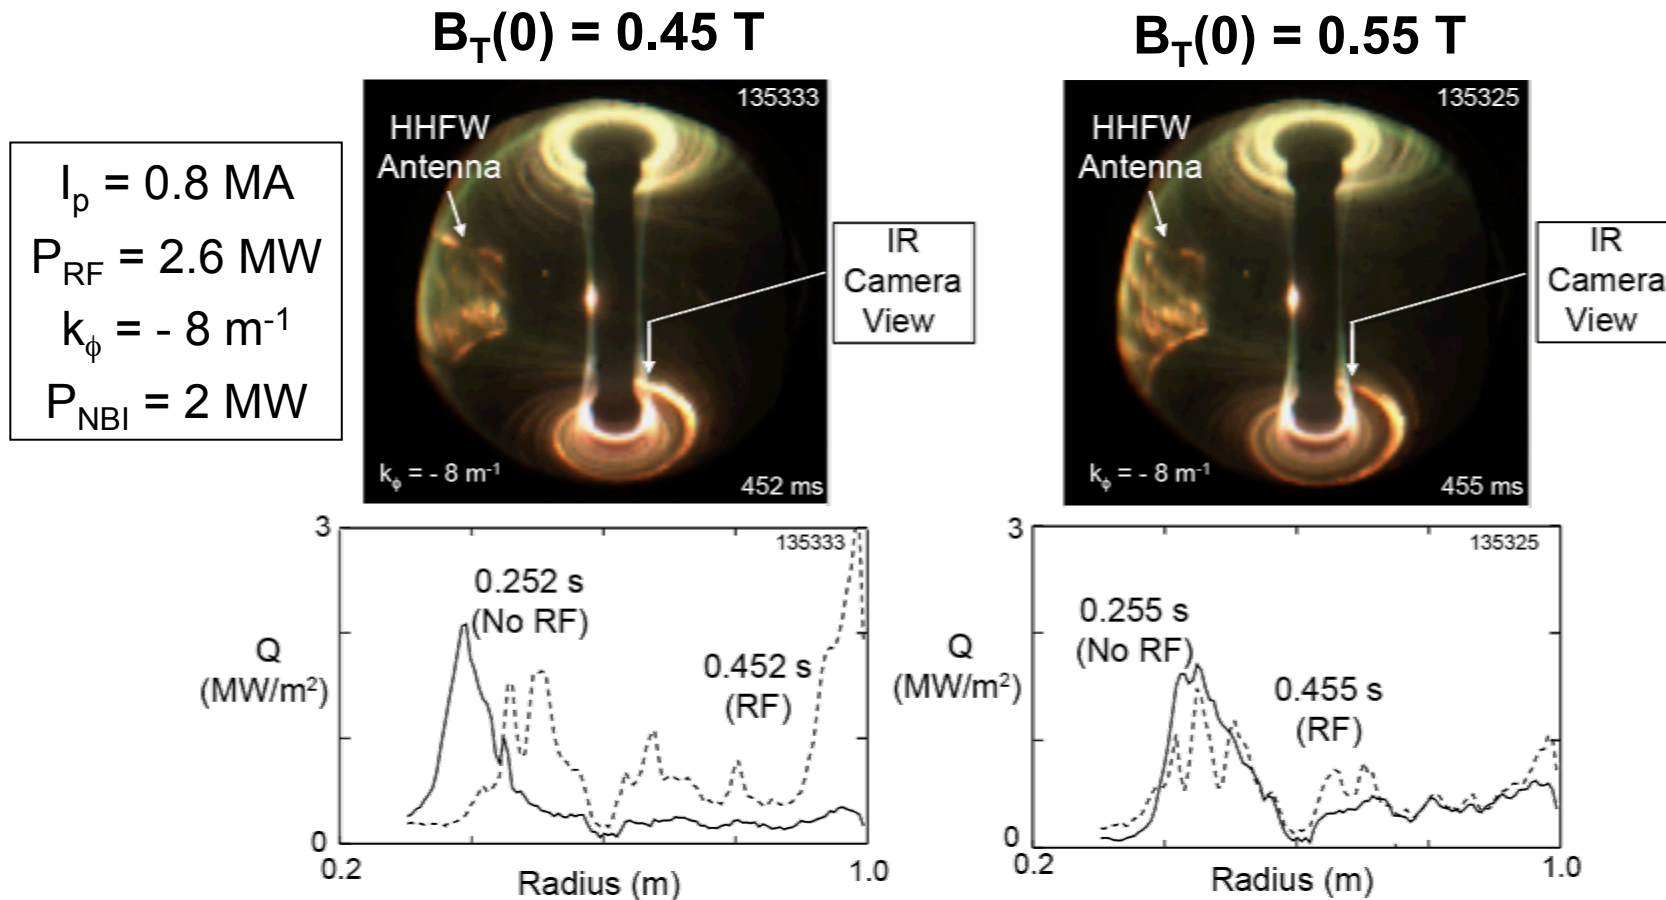 B_T(0) = 0.45 T
B_T(0) = 0.55 T
I_p = 0.8 MA
P_RF = 2.6 MW
k_ϕ = - 8 m⁻¹
P_NBI = 2 MW
135333
HHFW
Antenna
IR
Camera
View
k_ϕ = - 8 m⁻¹
452 ms
135325
HHFW
Antenna
IR
Camera
View
k_ϕ = - 8 m⁻¹
455 ms
3
135333
0.252 s
(No RF)
Q
(MW/m²)
0.452 s
(RF)
0
0.2
1.0
Radius (m)
3
135325
0.255 s
(No RF)
Q
(MW/m²)
0.455 s
(RF)
0
0.2
1.0
Radius (m)